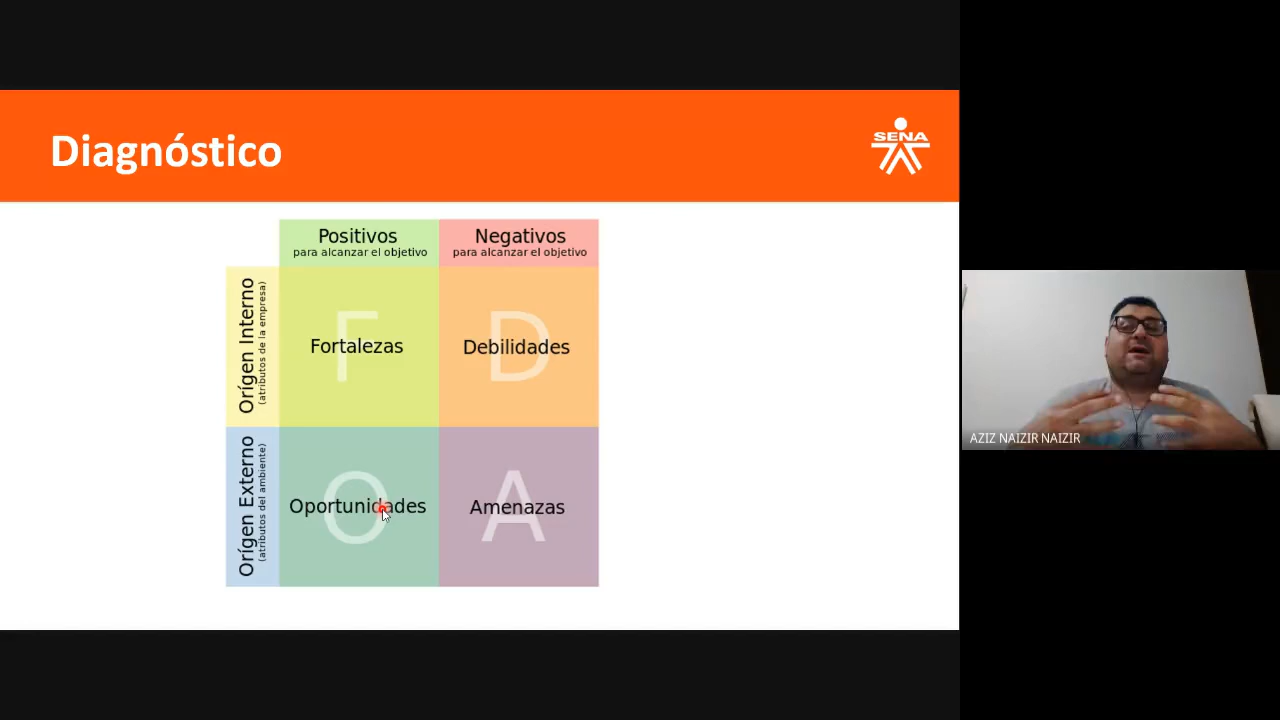 Diagnóstico
SENA
Positivos
para alcanzar el objetivo
Negativos
para alcanzar el objetivo
Orígen Interno
(atributos de la empresa)
F
Fortalezas
D
Debilidades
Orígen Externo
(atributos del ambiente)
O
Oportunidades
A
Amenazas
AZIZ NAIZIR NAIZIR